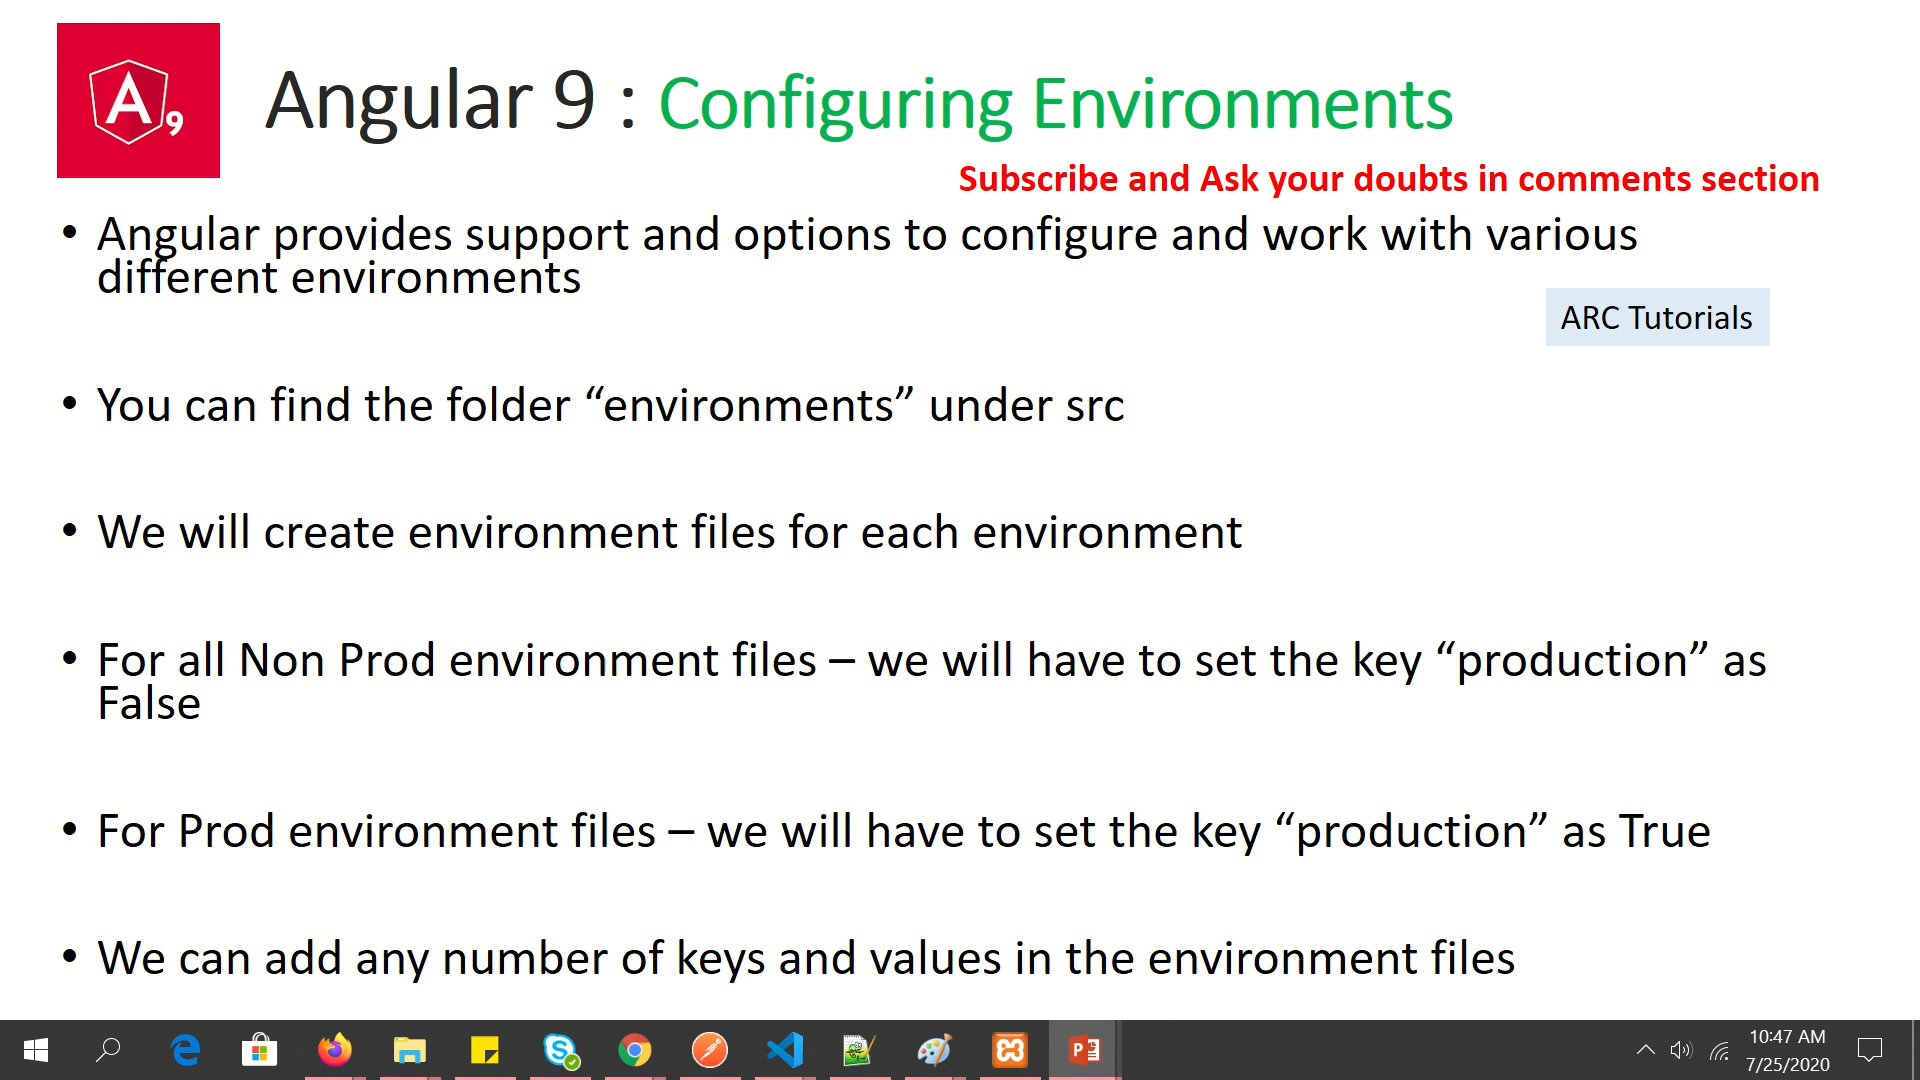 Angular 9 : Configuring Environments
Subscribe and Ask your doubts in comments section
• Angular provides support and options to configure and work with various
different environments
ARC Tutorials
• You can find the folder “environments” under src
• We will create environment files for each environment
• For all Non Prod environment files – we will have to set the key “production” as
False
• For Prod environment files – we will have to set the key “production” as True
• We can add any number of keys and values in the environment files
10:47 AM
7/25/2020